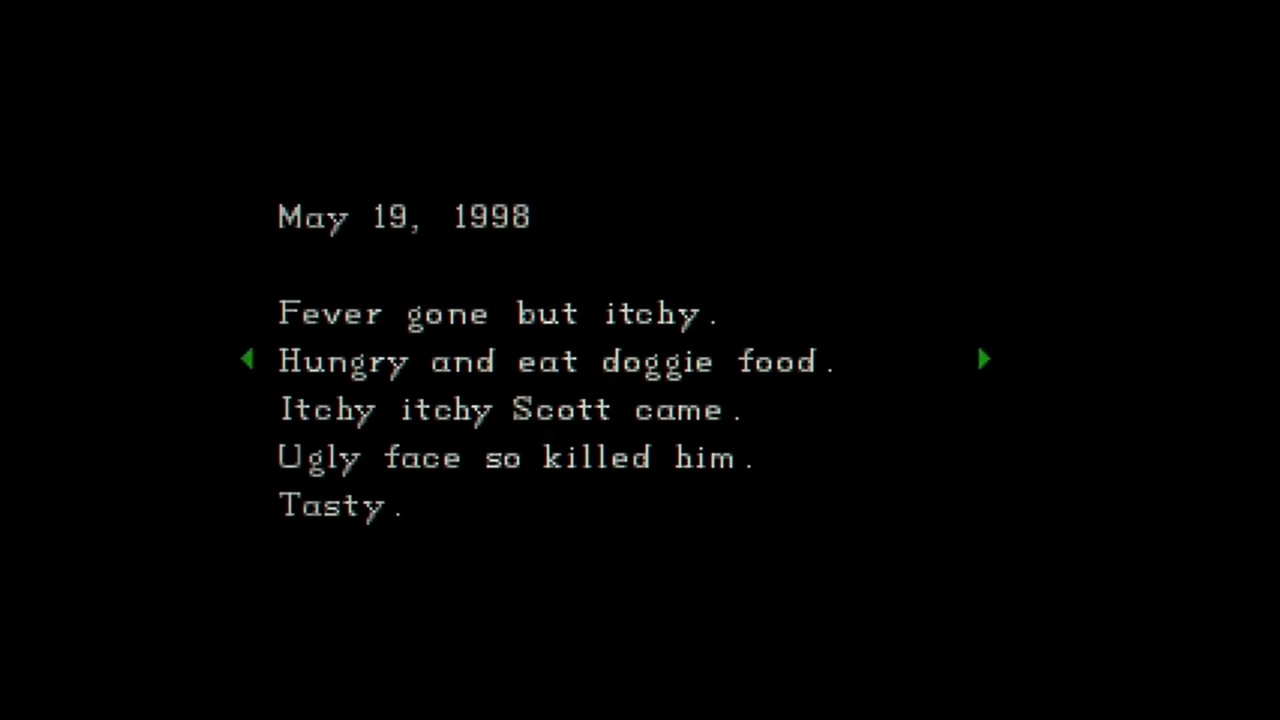 May 19, 1998
Fever gone but itchy.
Hungry and eat doggie food.
Itchy itchy Scott came.
Ugly face so killed him.
Tasty.